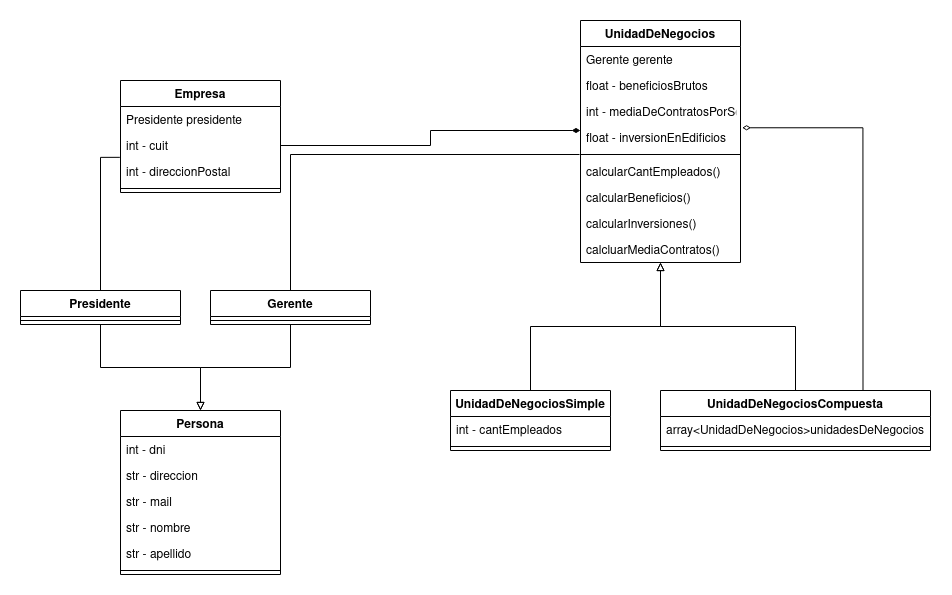 UnidadDeNegocios
Gerente gerente
float - beneficiosBrutos
int - mediaDeContratosPorS
float - inversionEnEdificios
calcularCantEmpleados()
calcularBeneficios()
calcularInversiones()
calcluarMediaContratos()
Empresa
Presidente presidente
int - cuit
int - direccionPostal
Presidente
Gerente
Persona
int - dni
str - direccion
str - mail
str - nombre
str - apellido
UnidadDeNegociosSimple
int - cantEmpleados
UnidadDeNegociosCompuesta
array<UnidadDeNegocios>unidadesDeNegocios